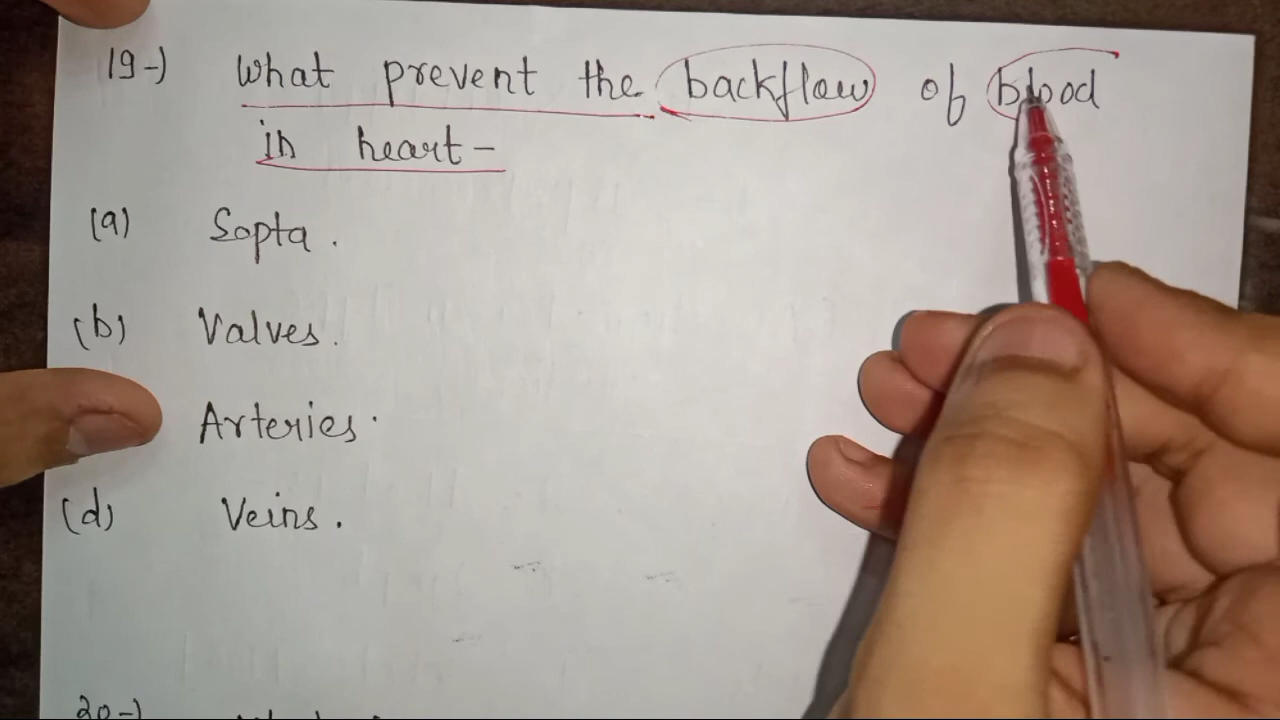 19-) What prevent the backflow of blood
in heart -
(a) Septa.
(b) Valves.
Arteries.
(d) Veins.
20-)